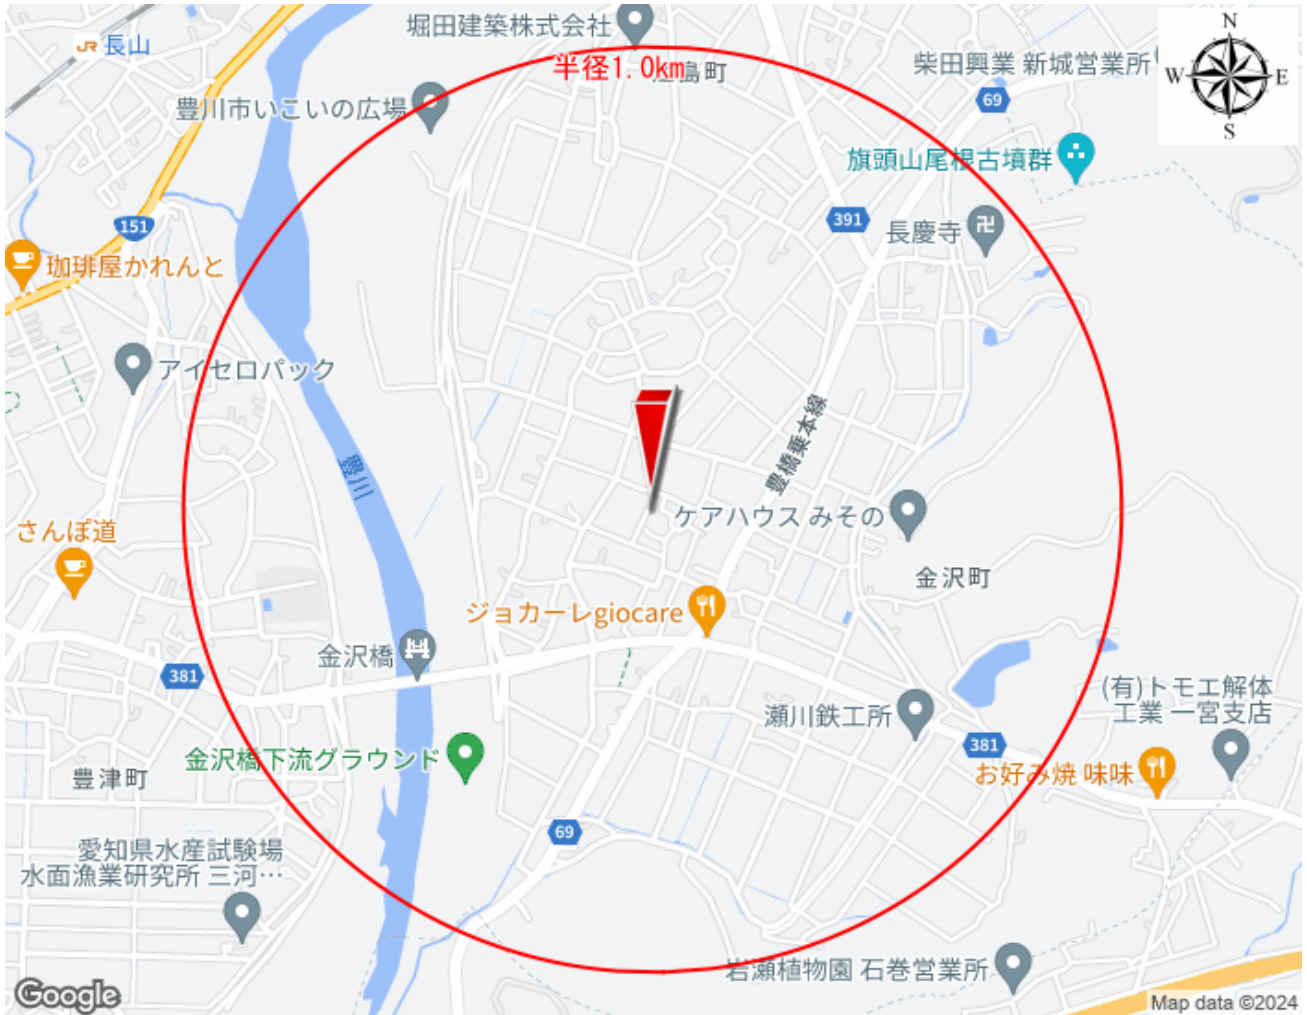 堀田建築株式会社
JR 長山
半径1.0km
島町
柴田興業 新城営業所
N
W
E
S
69
豊川市いこいの広場
旗頭山尾根古墳群
151
391
長慶寺
珈琲屋かれんと
アイセロパック
豊橋乗本線
豊川
ケアハウス みその
さんぽ道
金沢町
ジョカーレgiocare
金沢橋
381
(有)トモエ解体
工業 一宮支店
瀬川鉄工所
381
金沢橋下流グラウンド
お好み焼 味味
豊津町
69
愛知県水産試験場
水面漁業研究所 三河…
岩瀬植物園 石巻営業所
Google
Map data ©2024